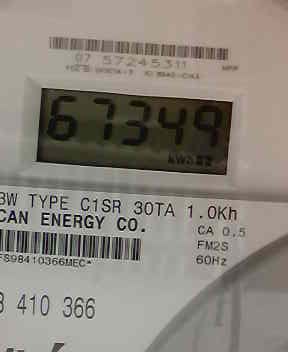 07 57245311
67349
3W TYPE C1SR 30TA 1.0Kh
CAN ENERGY CO.
CA 0.5
FM2S
60Hz
FS98410366MEC*
3 410 366